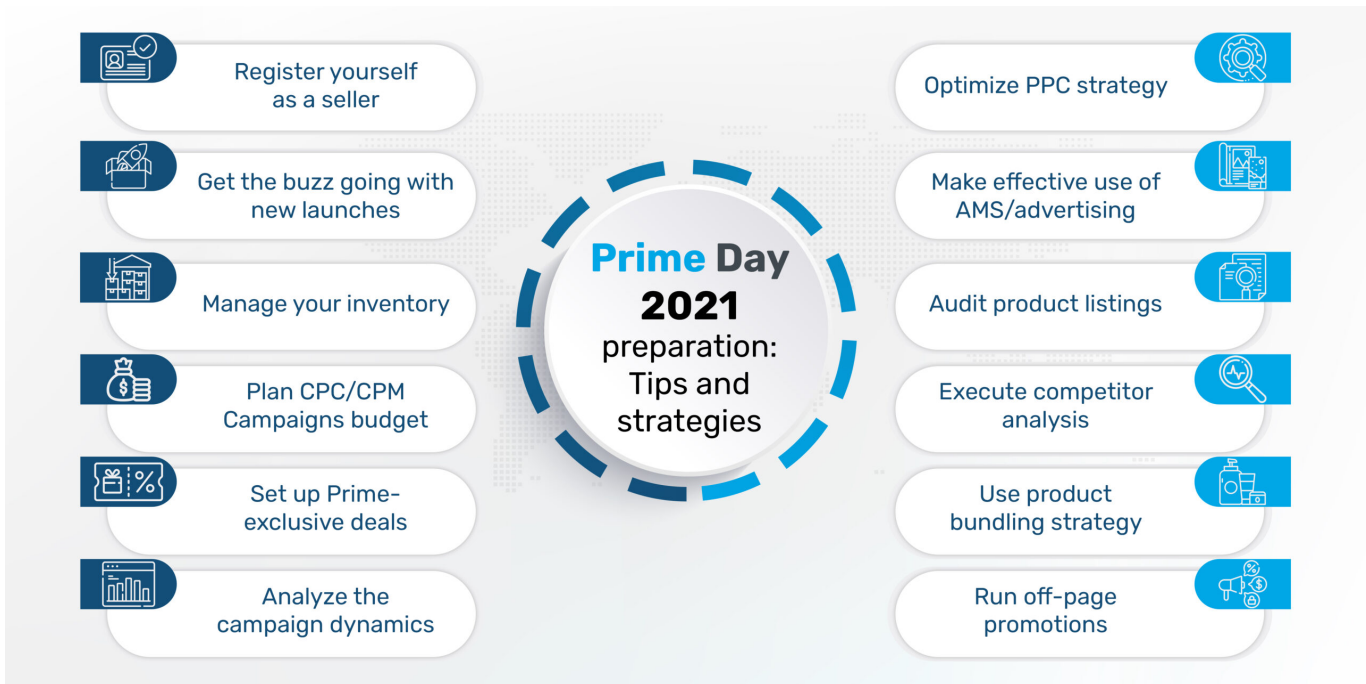 Register yourself
as a seller
Get the buzz going with
new launches
Manage your inventory
Plan CPC/CPM
Campaigns budget
Set up Prime-
exclusive deals
Analyze the
campaign dynamics
Prime Day
2021
preparation:
Tips and
strategies
Optimize PPC strategy
Make effective use of
AMS/advertising
Audit product listings
Execute competitor
analysis
Use product
bundling strategy
Run off-page
promotions